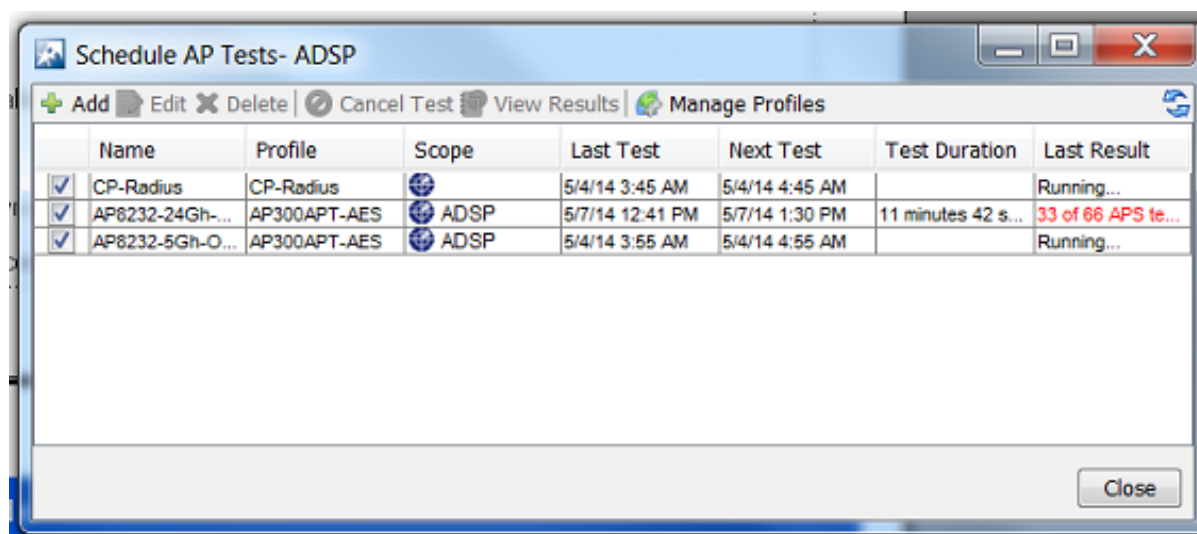 Schedule AP Tests- ADSP
Add Edit Delete Cancel Test View Results Manage Profiles
Name Profile Scope Last Test Next Test Test Duration Last Result
CP-Radius CP-Radius 5/4/14 3:45 AM 5/4/14 4:45 AM Running...
AP8232-24Gh-... AP300APT-AES ADSP 5/7/14 12:41 PM 5/7/14 1:30 PM 11 minutes 42 s... 33 of 66 APS te...
AP8232-5Gh-O... AP300APT-AES ADSP 5/4/14 3:55 AM 5/4/14 4:55 AM Running...
Close